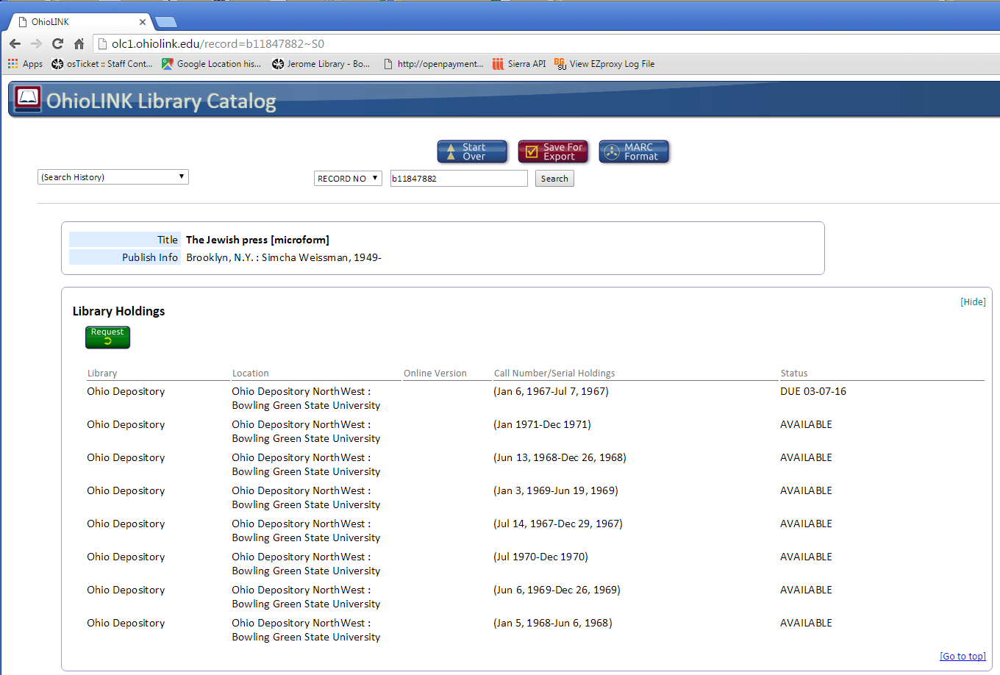 OhioLINK
olc1.ohiolink.edu/record=b11847882~S0
Apps osTicket :: Staff Cont... Google Location his... Jerome Library - Bo... http://openpayment... Sierra API BGSU View EZproxy Log File
OhioLINK Library Catalog
Start Over Save For Export MARC Format
(Search History) RECORD NO b11847882 Search
Title The Jewish press [microform]
Publish Info Brooklyn, N.Y. : Simcha Weissman, 1949-
[Hide]
Library Holdings
Request
Library Location Online Version Call Number/Serial Holdings Status
Ohio Depository Ohio Depository NorthWest : (Jan 6, 1967-Jul 7, 1967) DUE 03-07-16
Bowling Green State University
Ohio Depository Ohio Depository NorthWest : (Jan 1971-Dec 1971) AVAILABLE
Bowling Green State University
Ohio Depository Ohio Depository NorthWest : (Jun 13, 1968-Dec 26, 1968) AVAILABLE
Bowling Green State University
Ohio Depository Ohio Depository NorthWest : (Jan 3, 1969-Jun 19, 1969) AVAILABLE
Bowling Green State University
Ohio Depository Ohio Depository NorthWest : (Jul 14, 1967-Dec 29, 1967) AVAILABLE
Bowling Green State University
Ohio Depository Ohio Depository NorthWest : (Jul 1970-Dec 1970) AVAILABLE
Bowling Green State University
Ohio Depository Ohio Depository NorthWest : (Jun 6, 1969-Dec 26, 1969) AVAILABLE
Bowling Green State University
Ohio Depository Ohio Depository NorthWest : (Jan 5, 1968-Jun 6, 1968) AVAILABLE
Bowling Green State University
[Go to top]